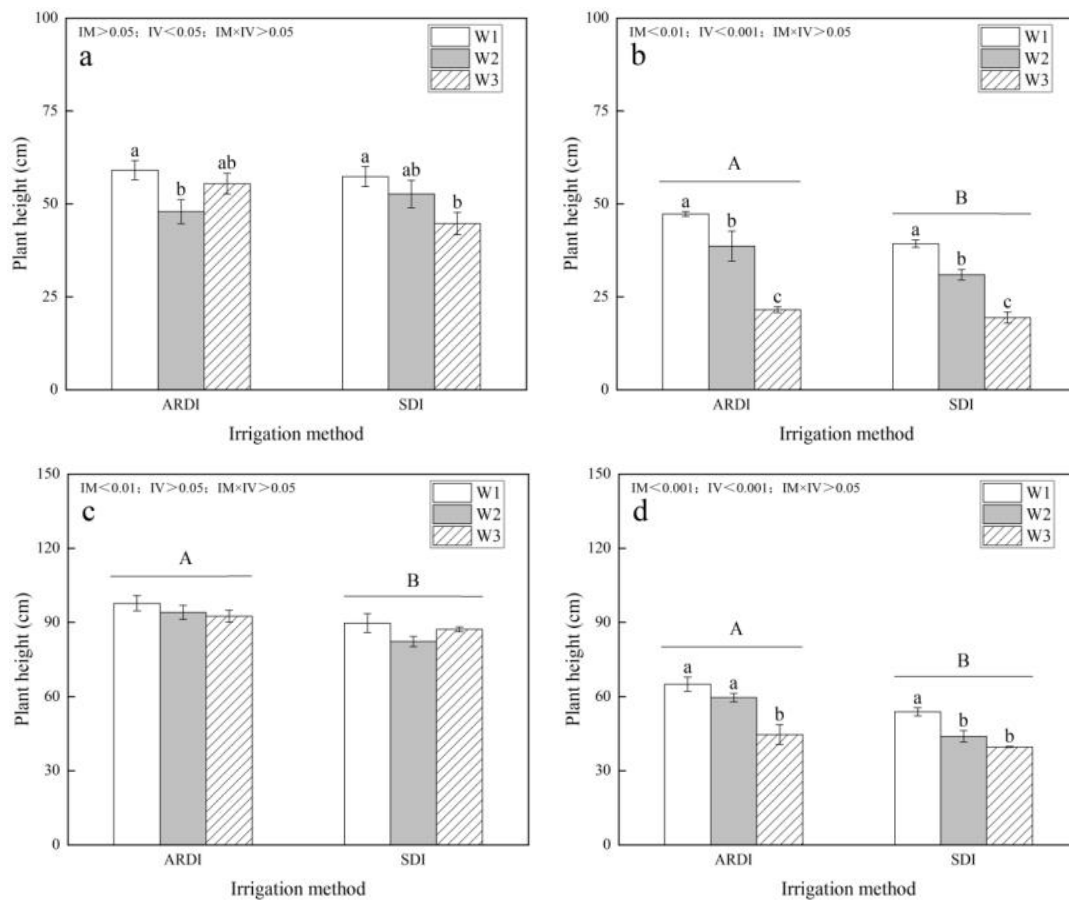 100
75
50
25
0
Plant height (cm)
IM＞0.05；IV＜0.05；IM×IV＞0.05
a
W1
W2
W3
a
b
ab
a
ab
b
ARDI
SDI
Irrigation method
100
75
50
25
0
Plant height (cm)
IM＜0.01；IV＜0.001；IM×IV＞0.05
b
W1
W2
W3
A
a
b
c
B
a
b
c
ARDI
SDI
Irrigation method
150
120
90
60
30
0
Plant height (cm)
IM＜0.01；IV＞0.05；IM×IV＞0.05
c
W1
W2
W3
A
B
ARDI
SDI
Irrigation method
150
120
90
60
30
0
Plant height (cm)
IM＜0.001；IV＜0.001；IM×IV＞0.05
d
W1
W2
W3
A
a
a
b
B
a
b
b
ARDI
SDI
Irrigation method